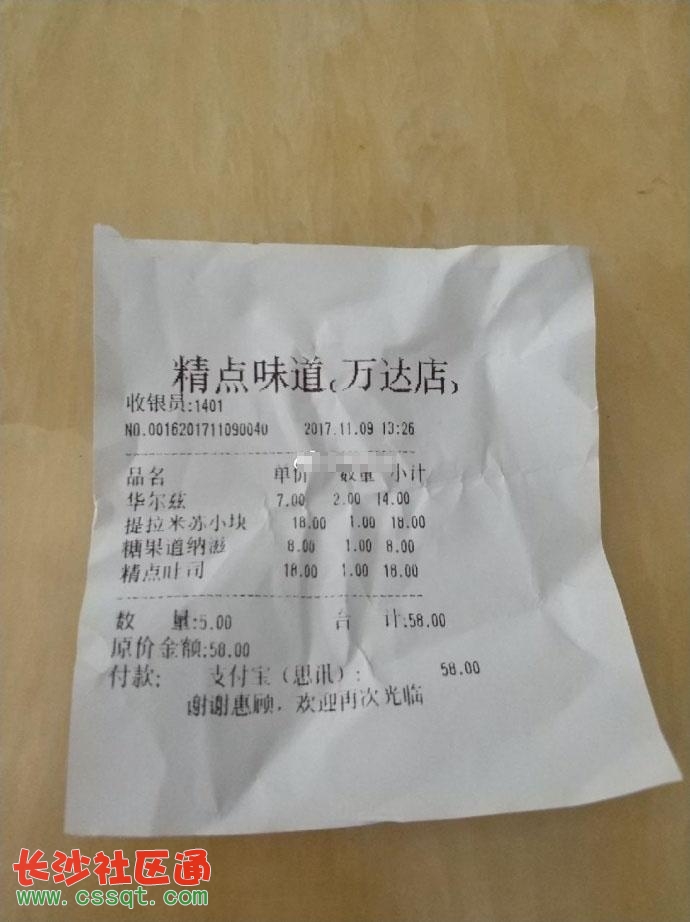 精点味道(万达店)
收银员:1401
NO.0016201711090040 2017.11.09 13:26
品名 单价 数量 小计
华尔兹 7.00 2.00 14.00
提拉米苏小块 18.00 1.00 18.00
糖果道纳滋 8.00 1.00 8.00
精点吐司 18.00 1.00 18.00
数 量:5.00 合 计:58.00
原价金额:58.00
付款: 支付宝(思讯): 58.00
谢谢惠顾，欢迎再次光临
长沙社区通
www.cssqt.com